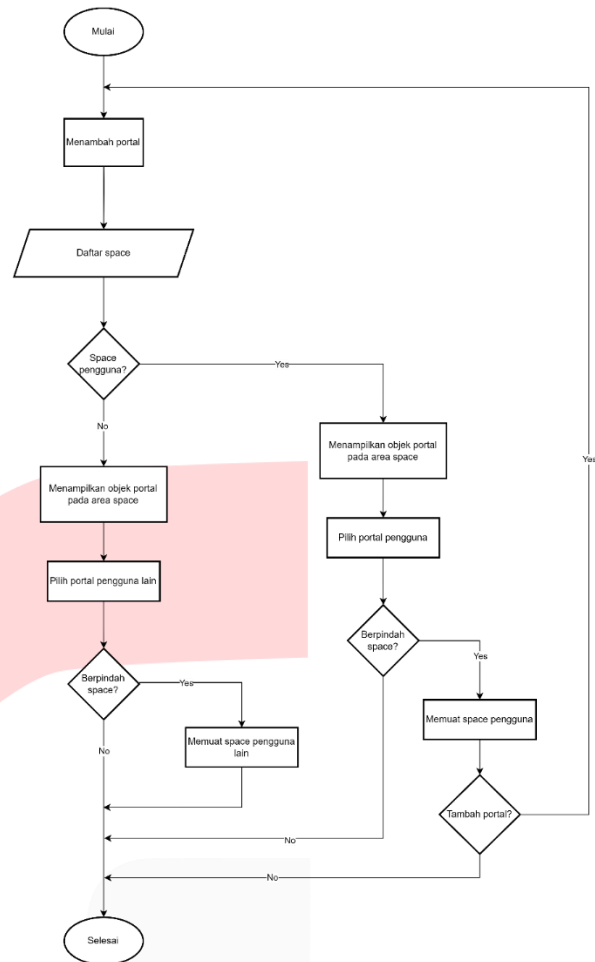 Mulai
Menambah portal
Daftar space
Space
pengguna?
Yes
No
Menampilkan objek portal
pada area space
Menampilkan objek portal
pada area space
Pilih portal pengguna
Pilih portal pengguna lain
Yes
Berpindah
space?
Yes
Berpindah
space?
Yes
No
Memuat space pengguna
Memuat space pengguna
lain
Tambah portal?
No
No
Selesai